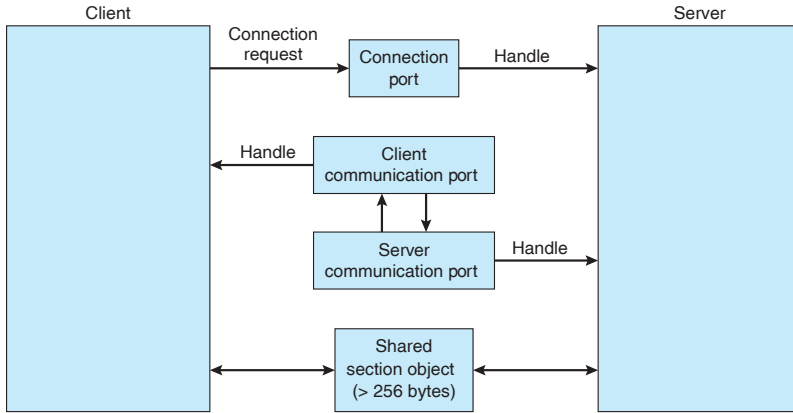 Client
Server
Connection
request
Connection
port
Handle
Handle
Client
communication port
Server
communication port
Handle
Shared
section object
(> 256 bytes)